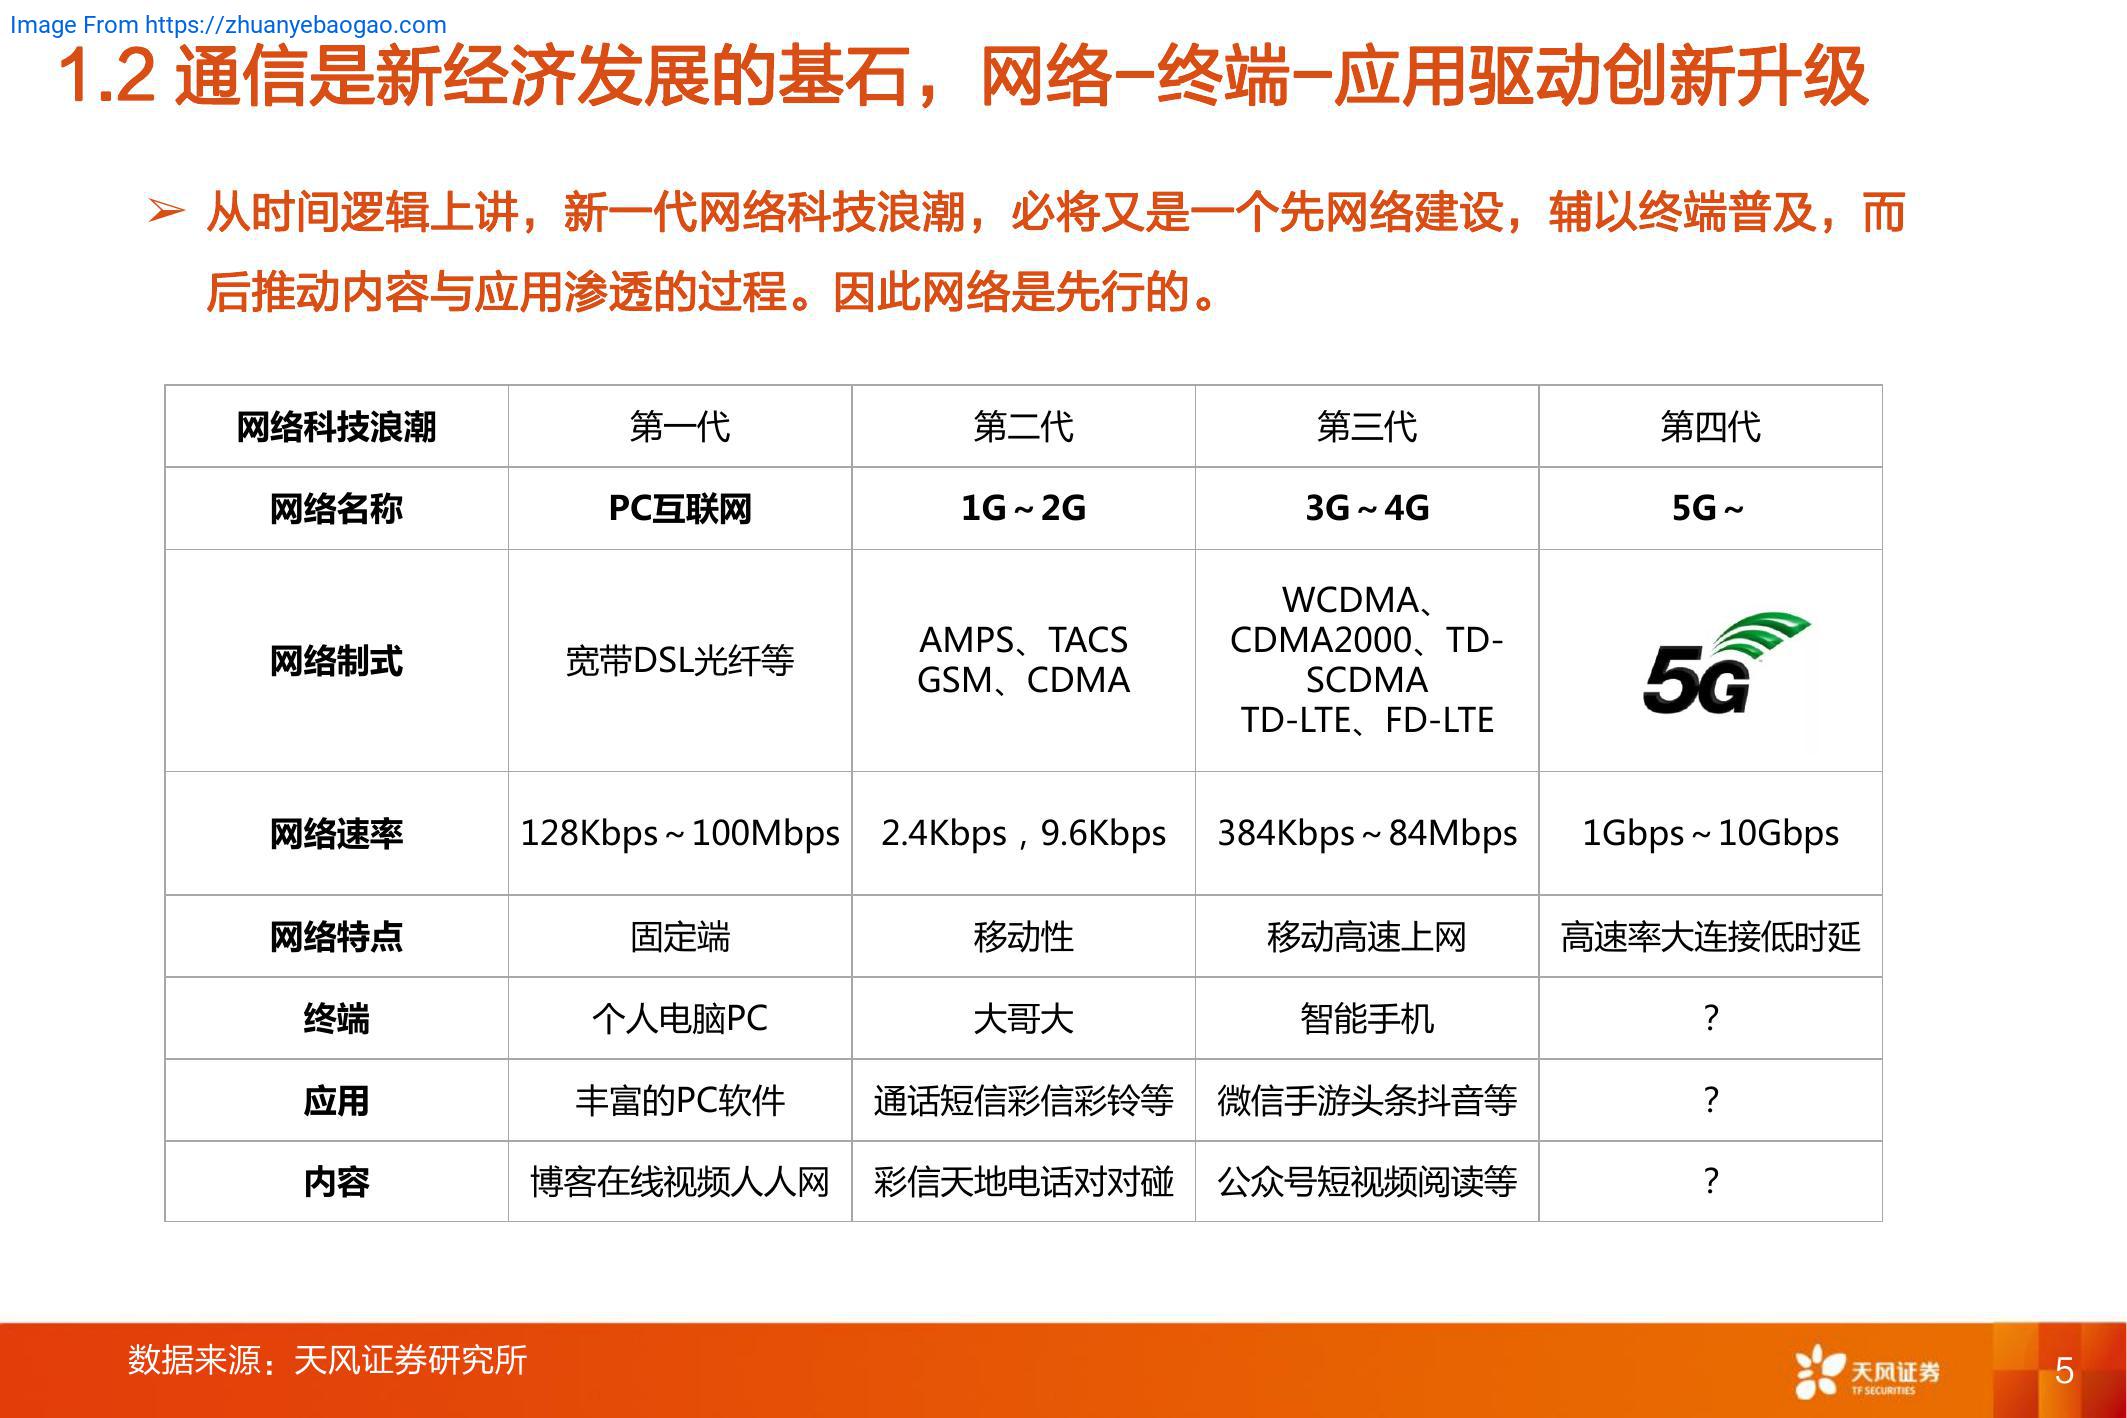 Image From https://zhuanyebaogao.com
1.2 通信是新经济发展的基石，网络-终端-应用驱动创新升级
➢ 从时间逻辑上讲，新一代网络科技浪潮，必将又是一个先网络建设，辅以终端普及，而
后推动内容与应用渗透的过程。因此网络是先行的。
网络科技浪潮 第一代 第二代 第三代 第四代
网络名称 PC互联网 1G～2G 3G～4G 5G～
网络制式 宽带DSL光纤等
AMPS、TACS
GSM、CDMA
WCDMA、
CDMA2000、TD-
SCDMA
TD-LTE、FD-LTE
5G
网络速率 128Kbps～100Mbps 2.4Kbps，9.6Kbps 384Kbps～84Mbps 1Gbps～10Gbps
网络特点 固定端 移动性 移动高速上网 高速率大连接低时延
终端 个人电脑PC 大哥大 智能手机 ？
应用 丰富的PC软件 通话短信彩信彩铃等 微信手游头条抖音等 ？
内容 博客在线视频人人网 彩信天地电话对对碰 公众号短视频阅读等 ？
数据来源：天风证券研究所
天风证券
TF SECURITIES
5